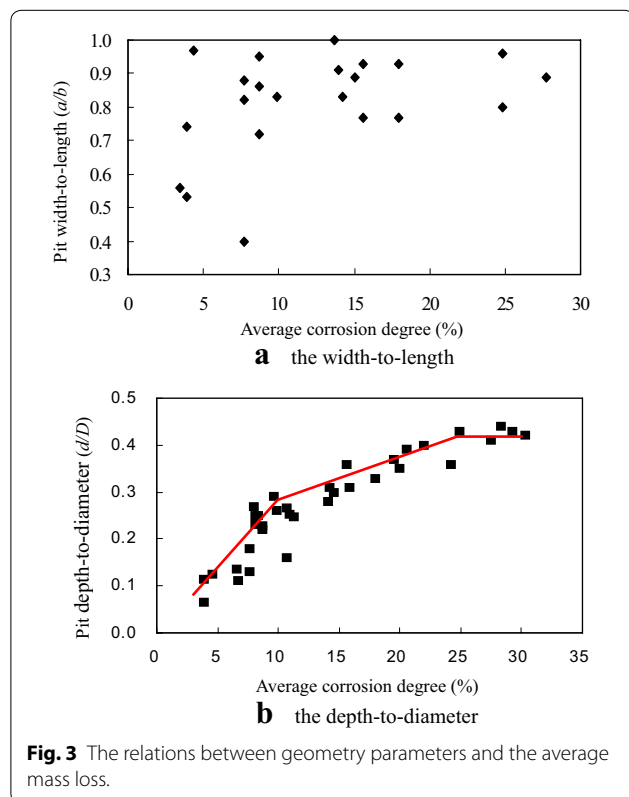 1.0
0.9
0.8
0.7
0.6
0.5
0.4
0.3
Pit width-to-length (a/b)
0 5 10 15 20 25 30
Average corrosion degree (%)
a the width-to-length
0.5
0.4
0.3
0.2
0.1
0.0
Pit depth-to-diameter (d/D)
0 5 10 15 20 25 30 35
Average corrosion degree (%)
b the depth-to-diameter
Fig. 3 The relations between geometry parameters and the average
mass loss.